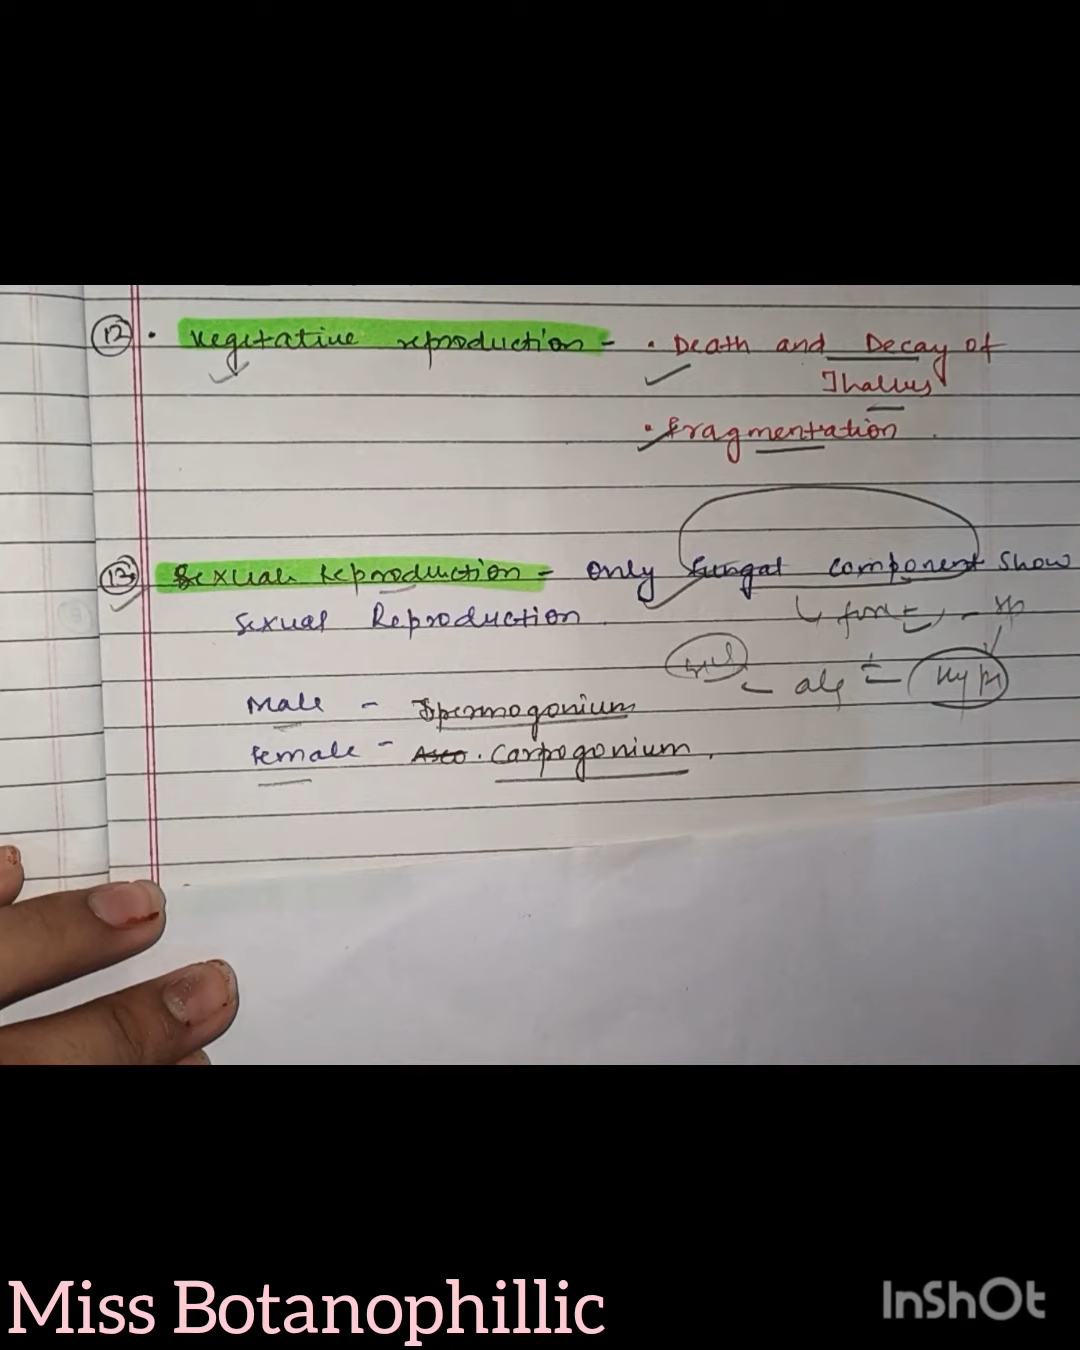 12 • Vegetative reproduction - • Death and Decay of
Thallus
• Fragmentation .
13 Sexual Reproduction - only fungal component show
Sexual Reproduction .
Male - Spermogonium
female - Asco . Carpogonium .
alg
Miss Botanophillic
InShOt